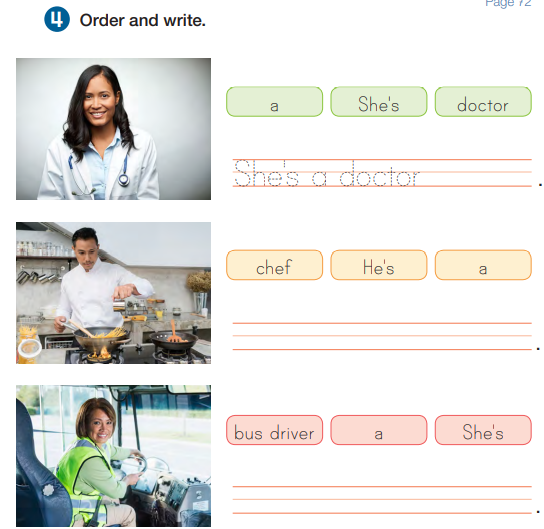 Page 72
4 Order and write.
a She's doctor
She's a doctor.
chef He's a
.
bus driver a She's
.